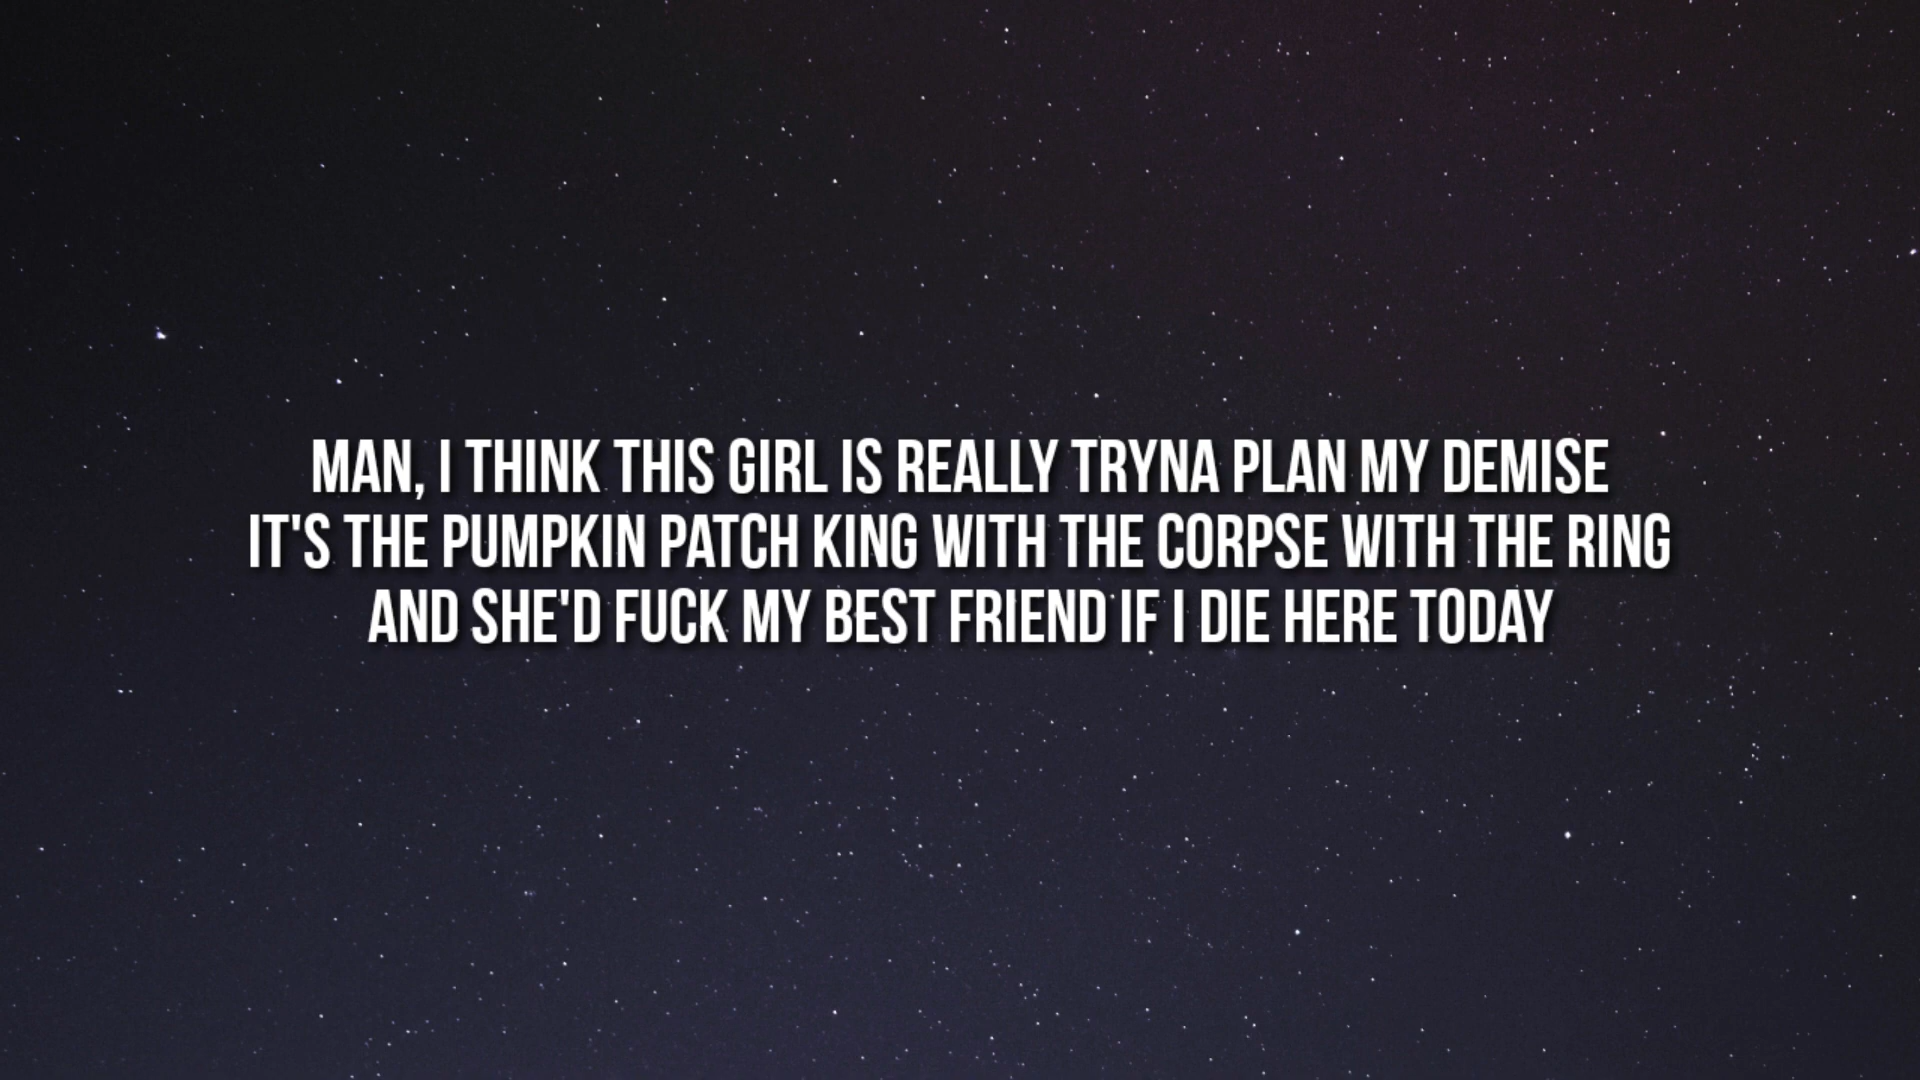 MAN, I THINK THIS GIRL IS REALLY TRYNA PLAN MY DEMISE
IT'S THE PUMPKIN PATCH KING WITH THE CORPSE WITH THE RING
AND SHE'D FUCK MY BEST FRIEND IF I DIE HERE TODAY